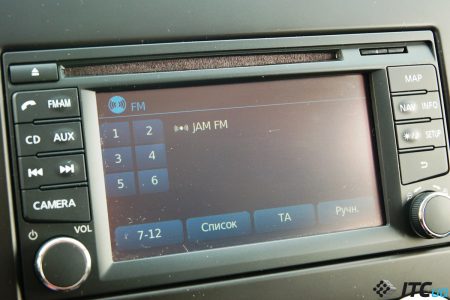 MAP
FM
FM-AM
1 2 JAM FM
NAV INFO
CD AUX
SETUP
3 4
5 6
CAMERA
7-12 Список TA Ручн.
VOL
ITC.ua